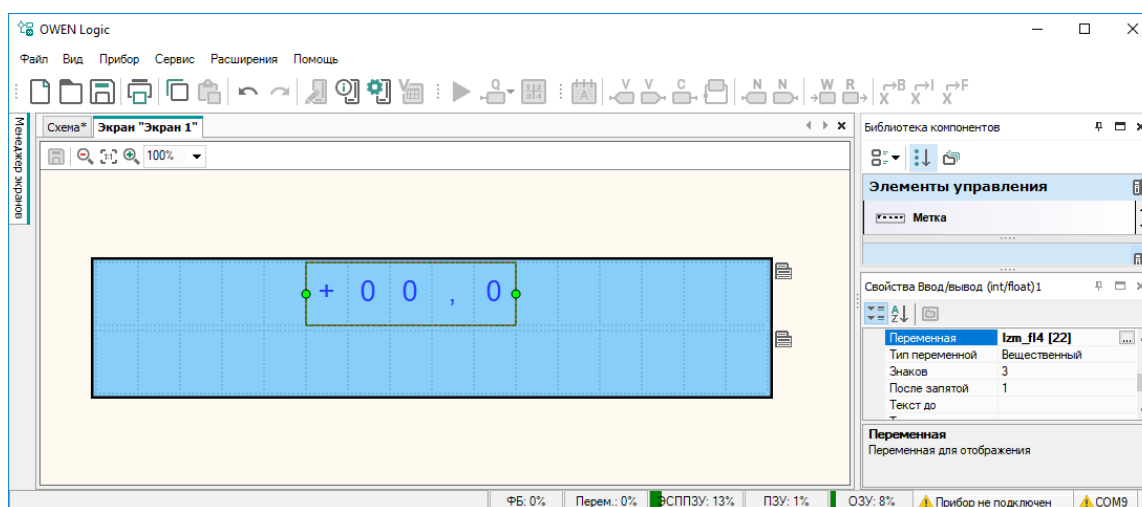 OWEN Logic
Файл Вид Прибор Сервис Расширения Помощь
Менеджер экранов
Схема* Экран "Экран 1"
100%
+ 0 0 , 0
Библиотека компонентов
Элементы управления
Метка
Свойства Ввод/вывод (int/float)1
Переменная Izm_fl4 [22] ...
Тип переменной Вещественный
Знаков 3
После запятой 1
Текст до
Переменная
Переменная для отображения
ФБ: 0% Перем.: 0% ЭСППЗУ: 13% ПЗУ: 1% ОЗУ: 8% Прибор не подключен COM9